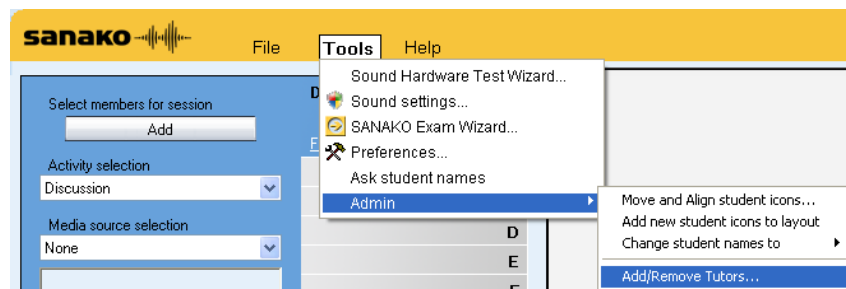 sanako
File Tools Help
Sound Hardware Test Wizard...
Sound settings...
SANAKO Exam Wizard...
Preferences...
Ask student names
Admin
Move and Align student icons...
Add new student icons to layout
Change student names to
Add/Remove Tutors...
Select members for session
Add
Activity selection
Discussion
Media source selection
None
D
D
E